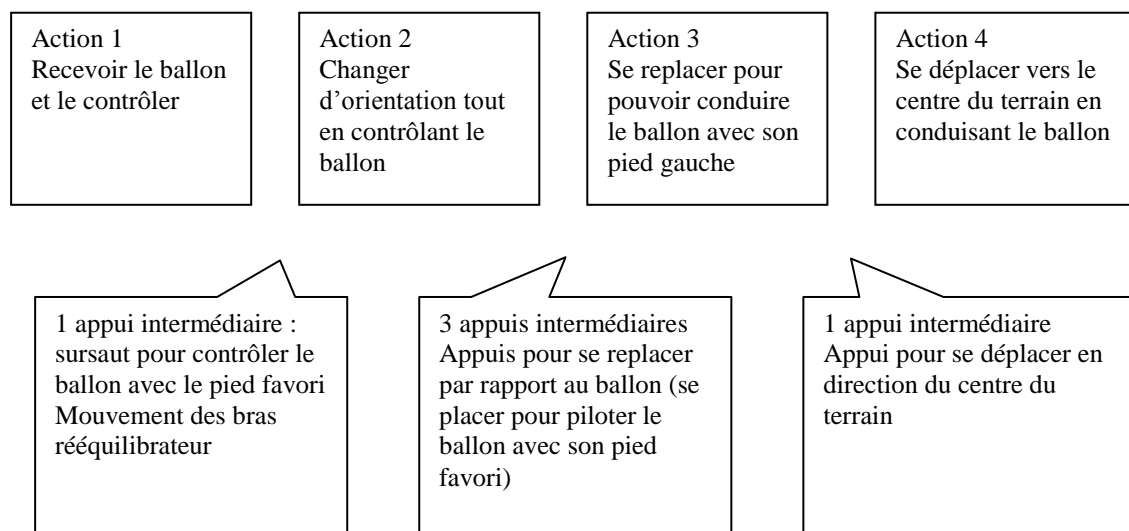 Action 1
Recevoir le ballon
et le contrôler
Action 2
Changer
d’orientation tout
en contrôlant le
ballon
Action 3
Se replacer pour
pouvoir conduire
le ballon avec son
pied gauche
Action 4
Se déplacer vers le
centre du terrain en
conduisant le ballon
1 appui intermédiaire :
sursaut pour contrôler le
ballon avec le pied favori
Mouvement des bras
rééquilibrateur
3 appuis intermédiaires
Appuis pour se replacer
par rapport au ballon (se
placer pour piloter le
ballon avec son pied
favori)
1 appui intermédiaire
Appui pour se déplacer en
direction du centre du
terrain